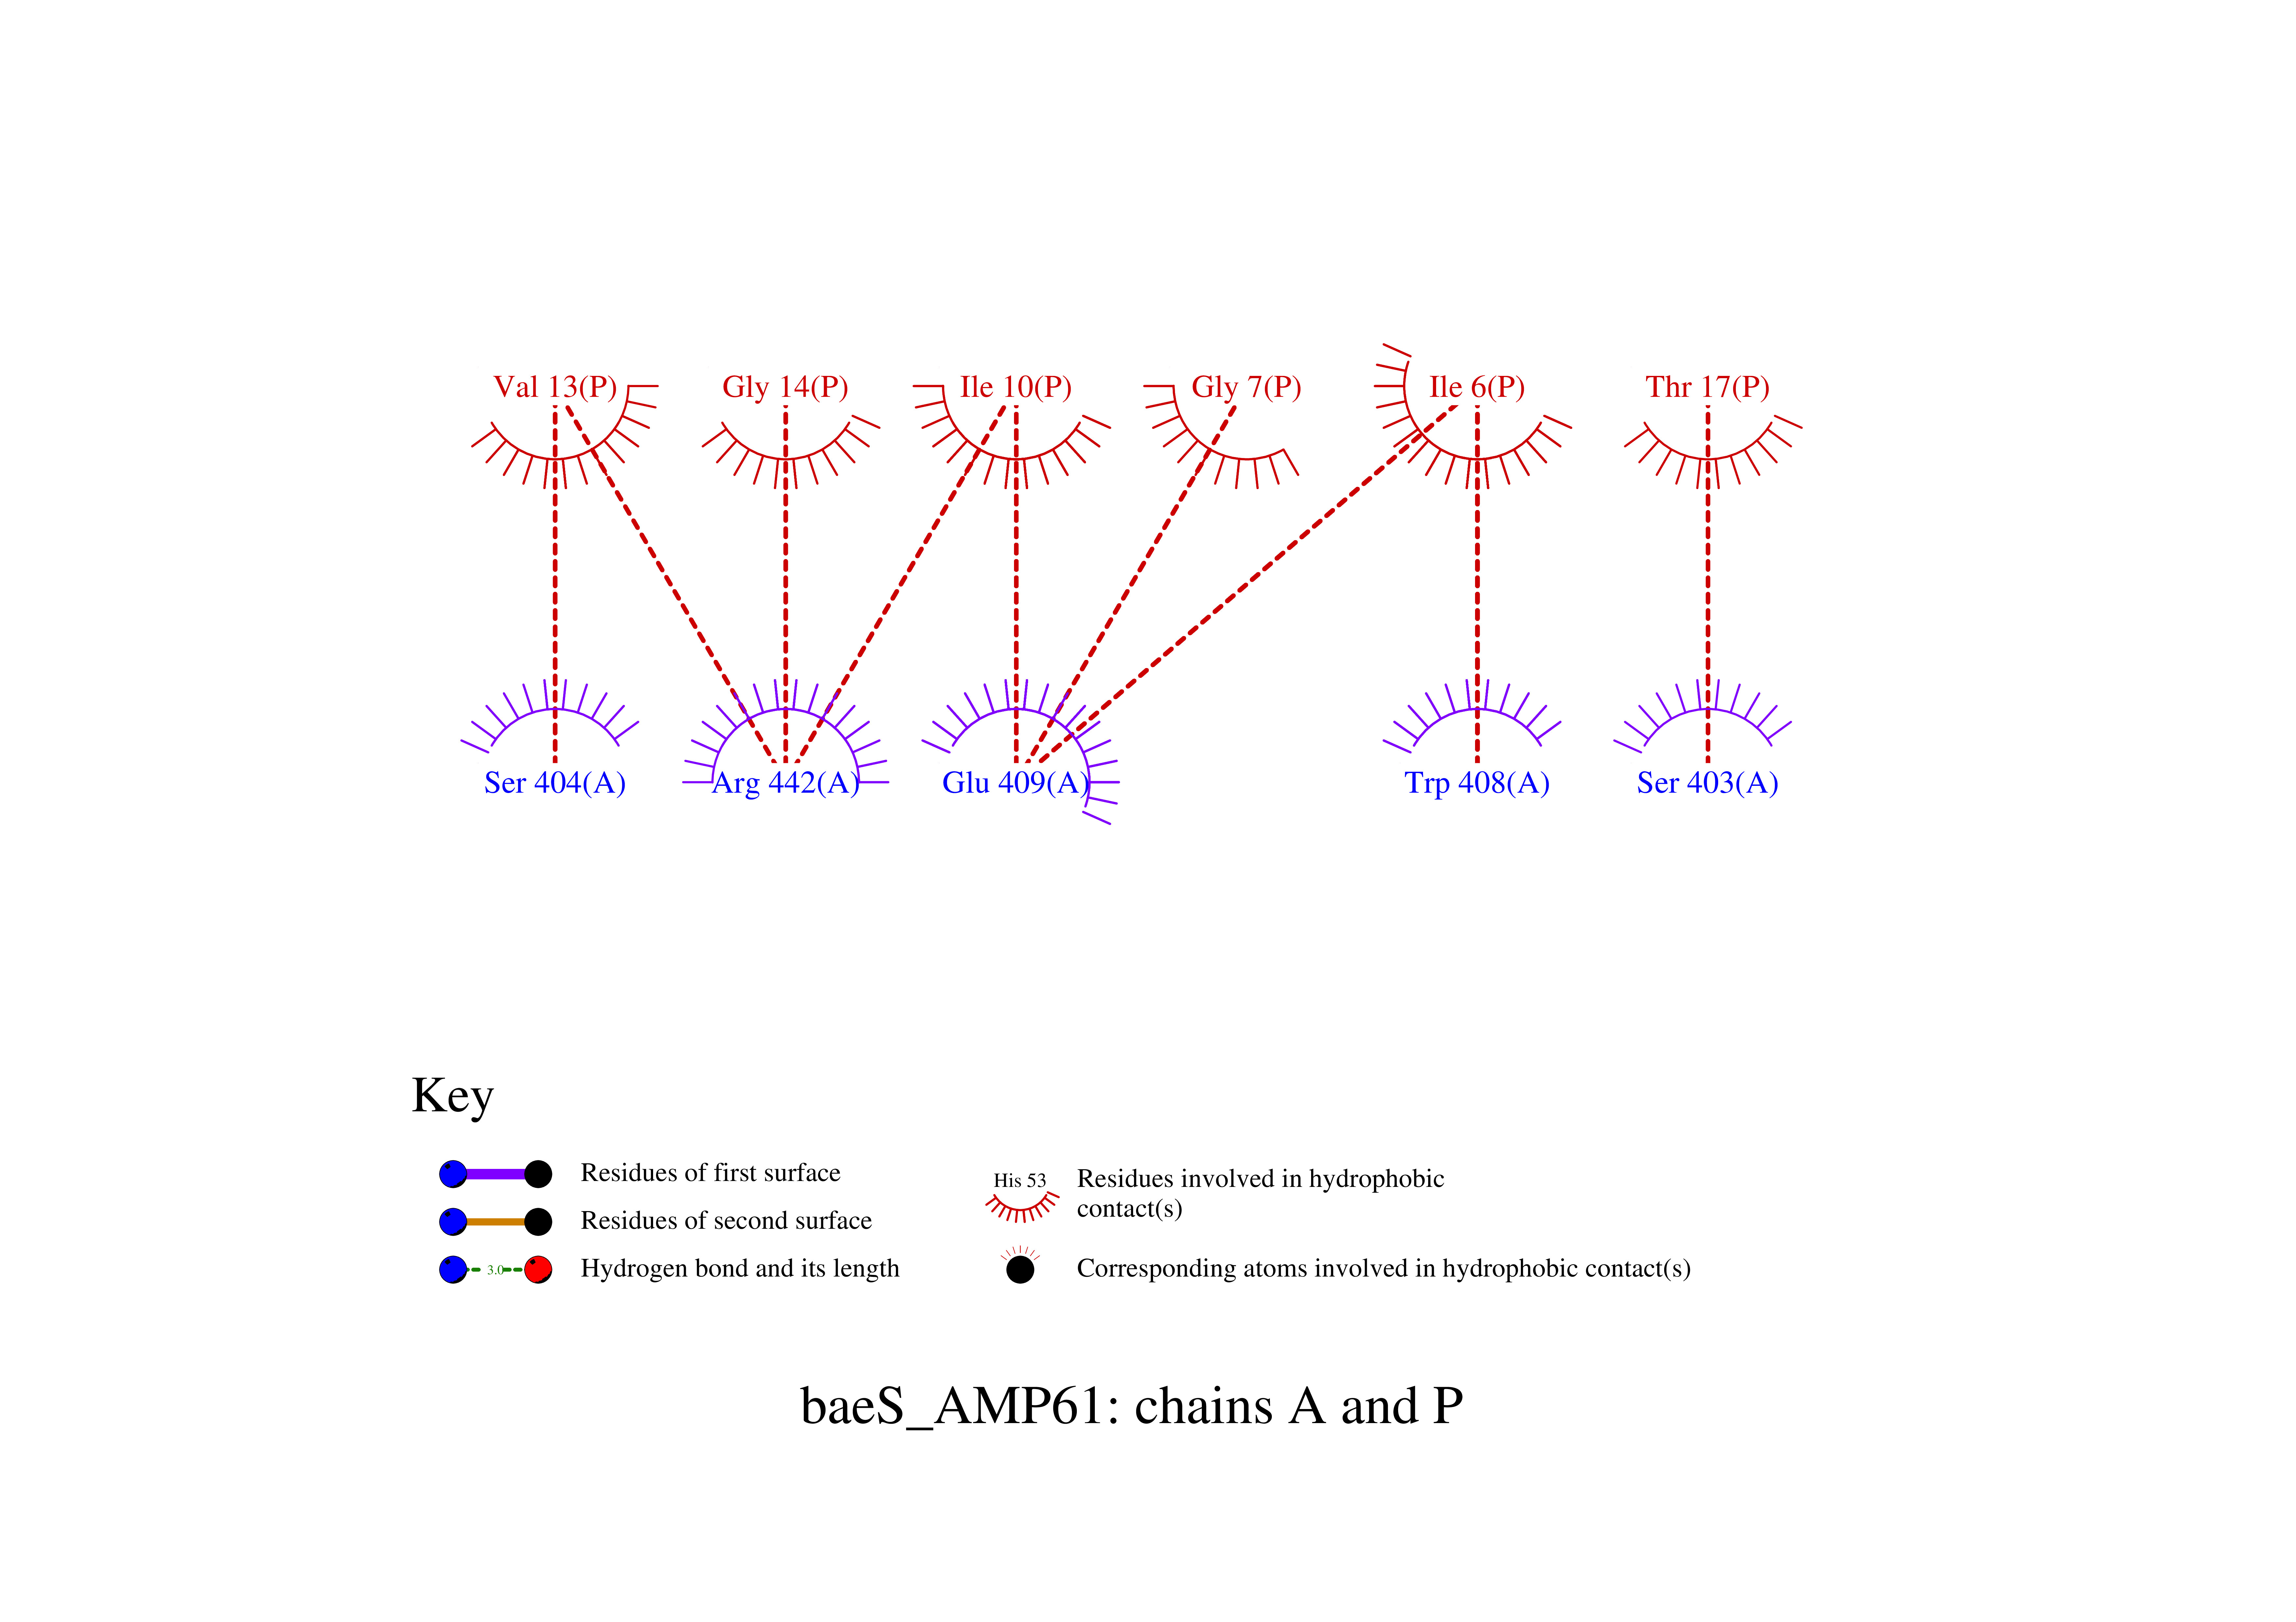 Val 13(P) Gly 14(P) Ile 10(P) Gly 7(P) Ile 6(P) Thr 17(P)
Ser 404(A) Arg 442(A) Glu 409(A) Trp 408(A) Ser 403(A)
Key
Residues of first surface
Residues of second surface
3.0 Hydrogen bond and its length
His 53 Residues involved in hydrophobic
contact(s)
Corresponding atoms involved in hydrophobic contact(s)
baeS_AMP61: chains A and P